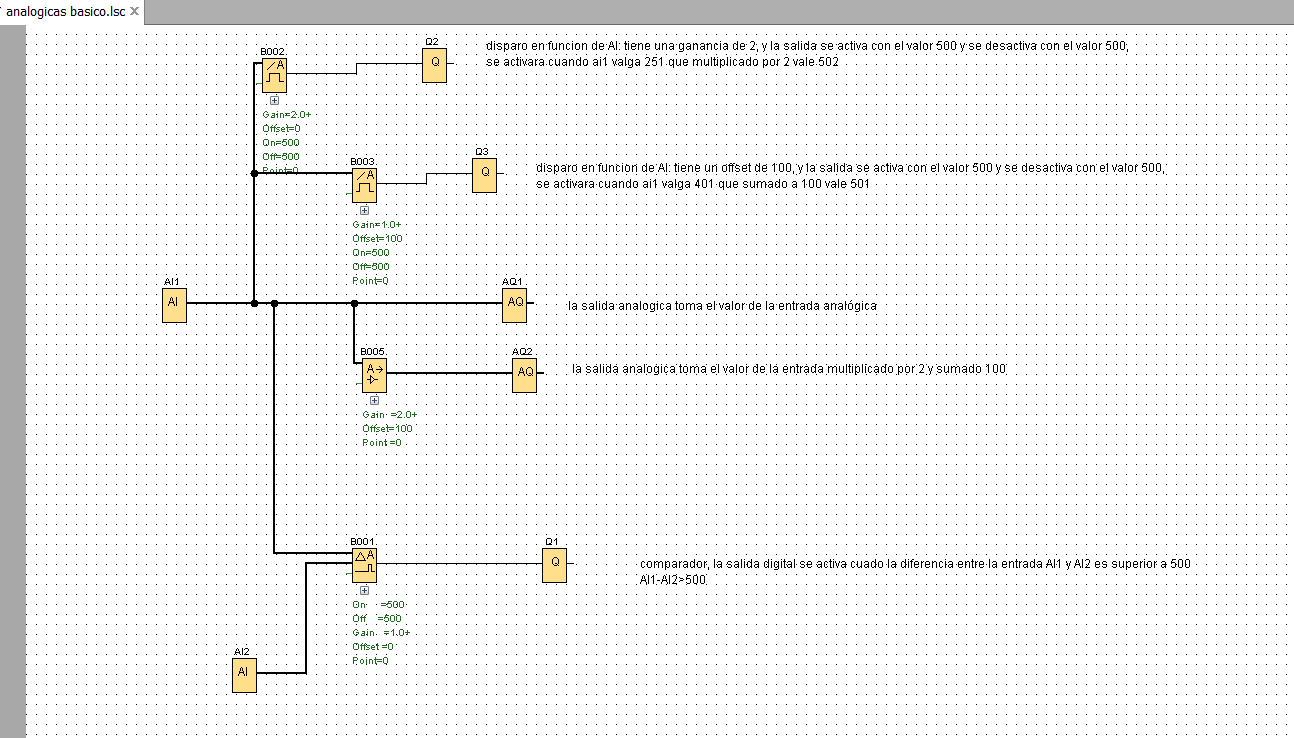 analogicas basico.lsc
B002
Q2
Q
/A
disparo en funcion de AI: tiene una ganancia de 2, y la salida se activa con el valor 500 y se desactiva con el valor 500,
se activara cuando ai1 valga 251 que multiplicado por 2 vale 502
Gain=2.0+
Offset=0
On=500
Off=500
Point=0
B003
Q3
Q
/A
disparo en funcion de AI: tiene un offset de 100, y la salida se activa con el valor 500 y se desactiva con el valor 500,
se activara cuando ai1 valga 401 que sumado a 100 vale 501
Gain=1.0+
Offset=100
On=500
Off=500
Point=0
AI1
AI
AQ1
AQ
la salida analogica toma el valor de la entrada analógica
B005
A→
AQ2
AQ
la salida analogica toma el valor de la entrada multiplicado por 2 y sumado 100
Gain =2.0+
Offset=100
Point =0
B001
ΔA
Q1
Q
comparador, la salida digital se activa cuado la diferencia entre la entrada AI1 y AI2 es superior a 500
AI1-AI2>500
On =500
Off =500
Gain =1.0+
Offset =0
Point=0
AI2
AI